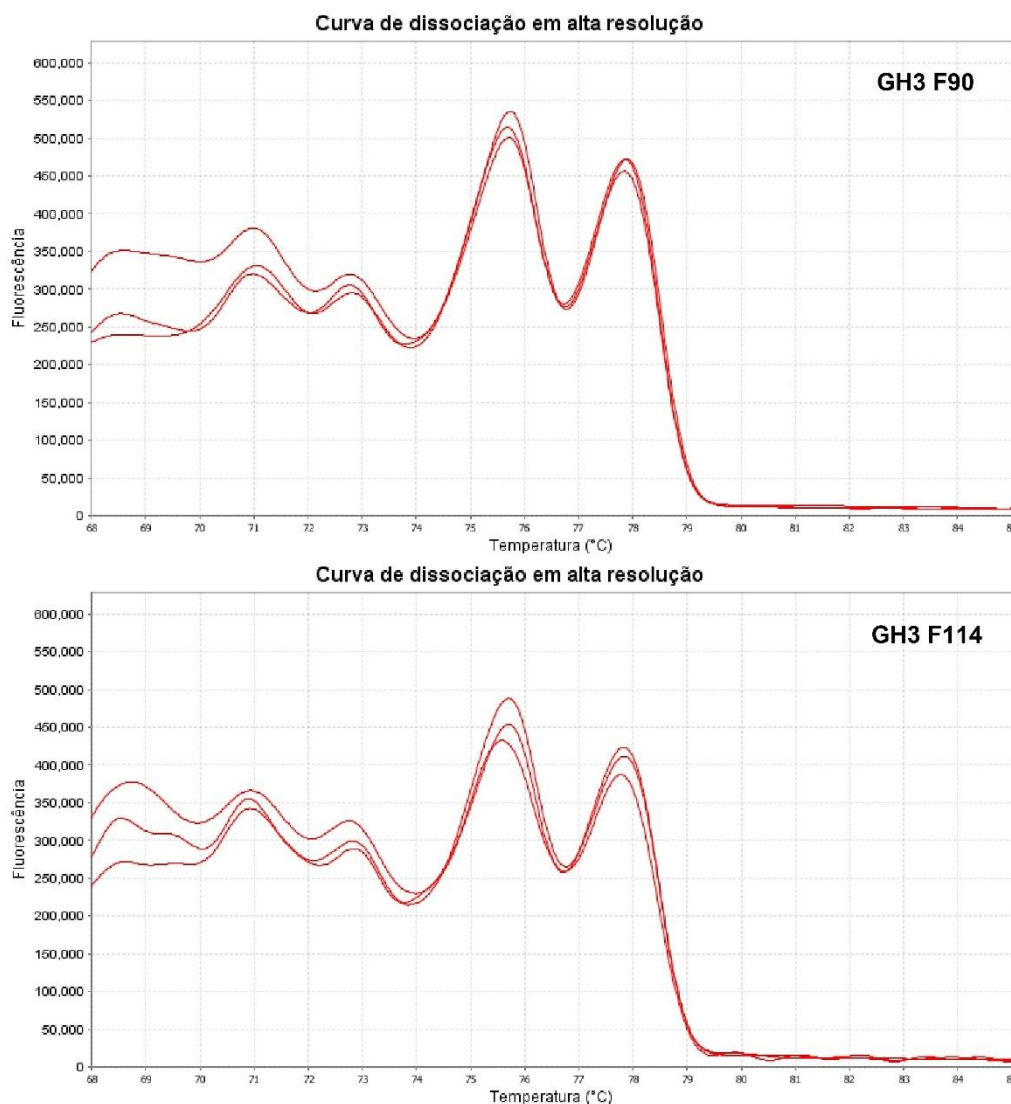 Curva de dissociação em alta resolução
GH3 F90
600,000
550,000
500,000
450,000
400,000
350,000
300,000
250,000
200,000
150,000
100,000
50,000
0
Fluorescência
68 69 70 71 72 73 74 75 76 77 78 79 80 81 82 83 84
Temperatura (°C)
Curva de dissociação em alta resolução
GH3 F114
600,000
550,000
500,000
450,000
400,000
350,000
300,000
250,000
200,000
150,000
100,000
50,000
0
Fluorescência
68 69 70 71 72 73 74 75 76 77 78 79 80 81 82 83 84
Temperatura (°C)